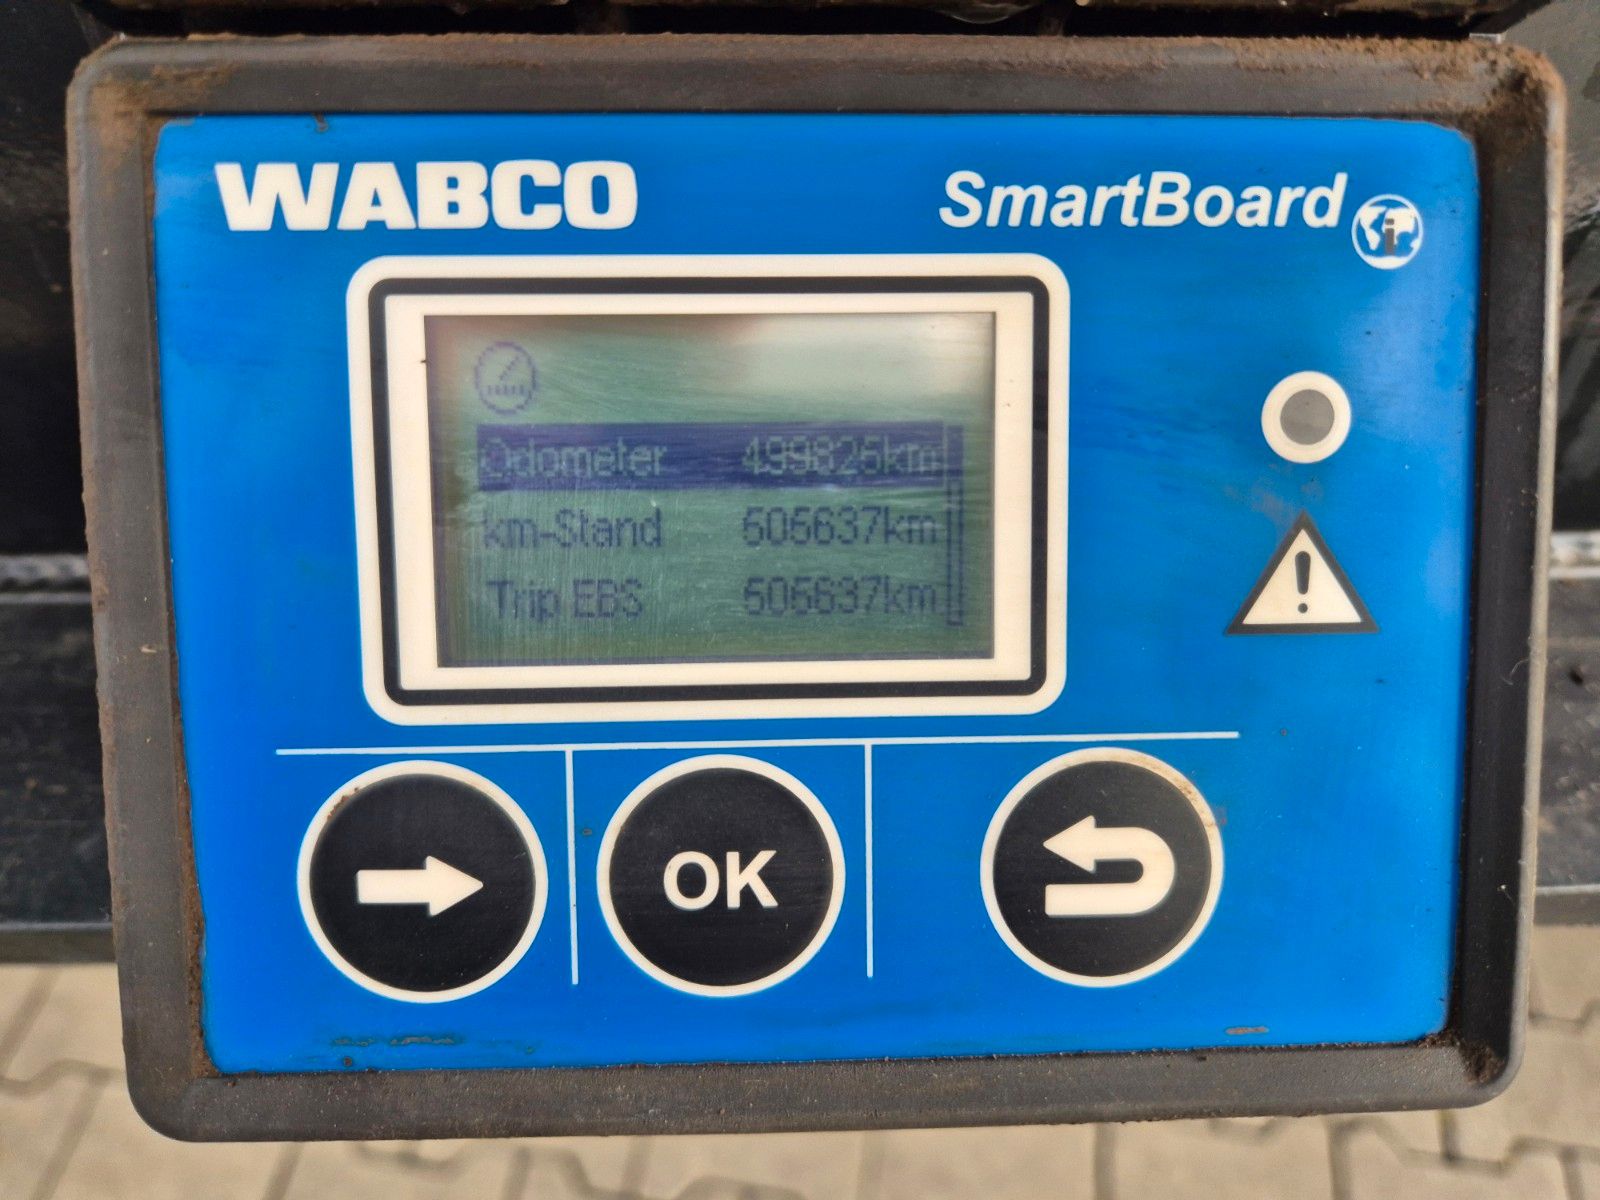 WABCO
SmartBoard
i
Odometer 499825km
km-Stand 505637km
Trip EBS 505637km
!
OK